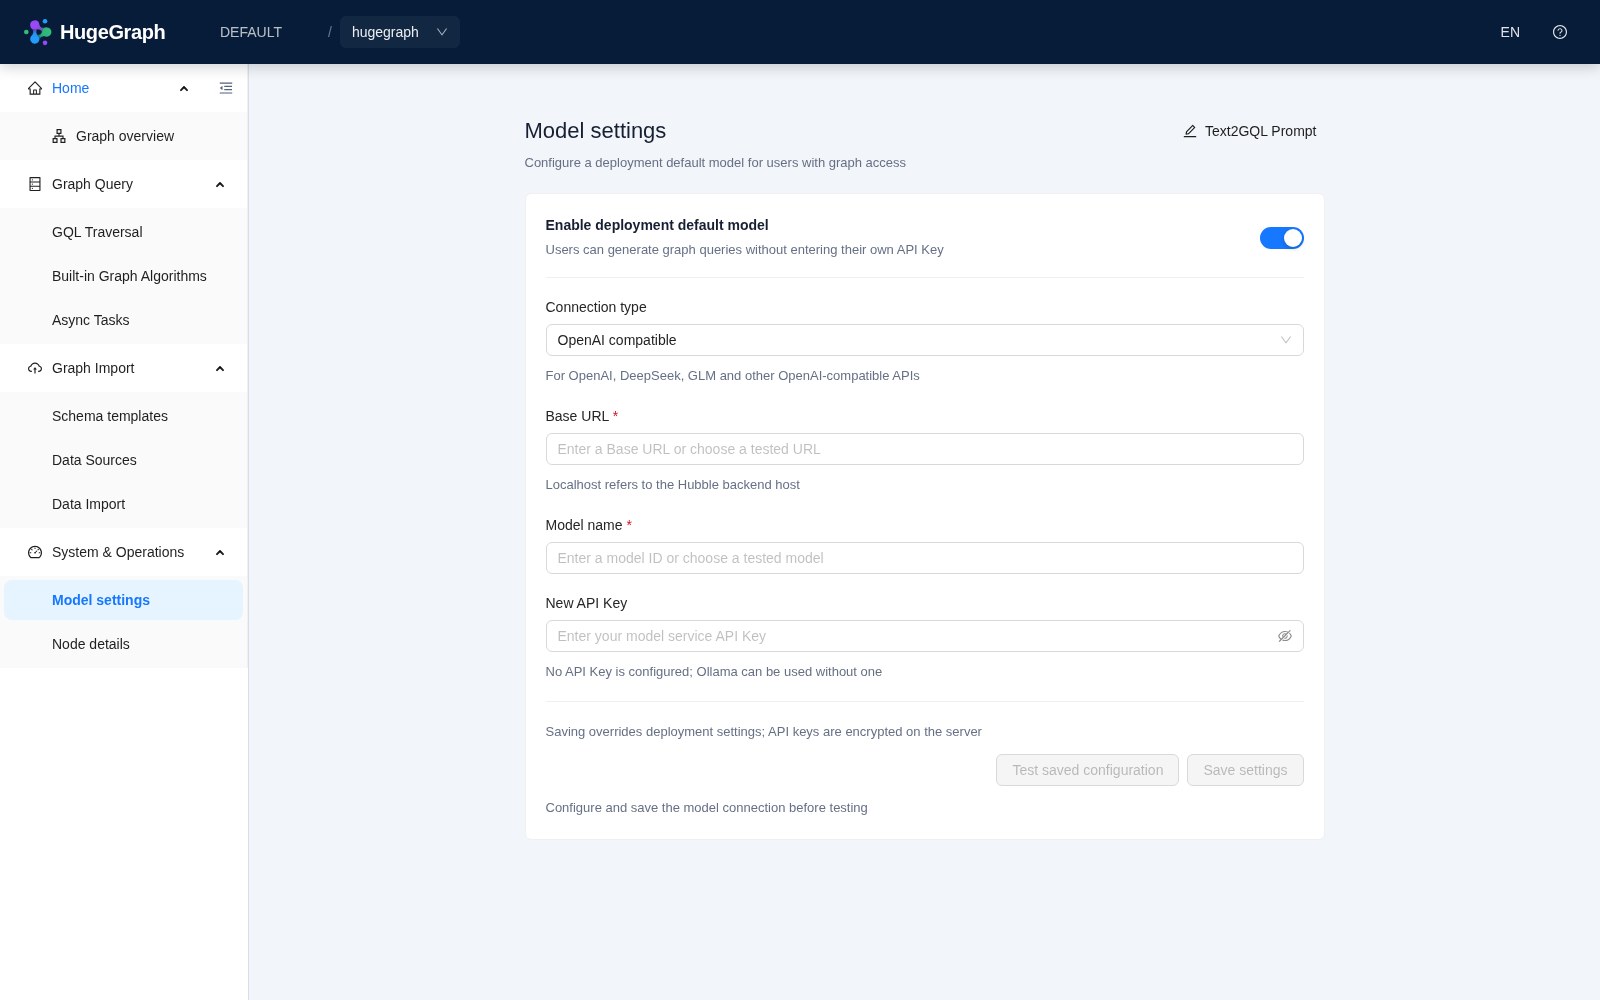 HugeGraph
DEFAULT / hugegraph
EN
Home
Graph overview
Graph Query
GQL Traversal
Built-in Graph Algorithms
Async Tasks
Graph Import
Schema templates
Data Sources
Data Import
System & Operations
Model settings
Node details
Model settings
Text2GQL Prompt
Configure a deployment default model for users with graph access
Enable deployment default model
Users can generate graph queries without entering their own API Key
Connection type
OpenAI compatible
For OpenAI, DeepSeek, GLM and other OpenAI-compatible APIs
Base URL *
Enter a Base URL or choose a tested URL
Localhost refers to the Hubble backend host
Model name *
Enter a model ID or choose a tested model
New API Key
Enter your model service API Key
No API Key is configured; Ollama can be used without one
Saving overrides deployment settings; API keys are encrypted on the server
Test saved configuration
Save settings
Configure and save the model connection before testing